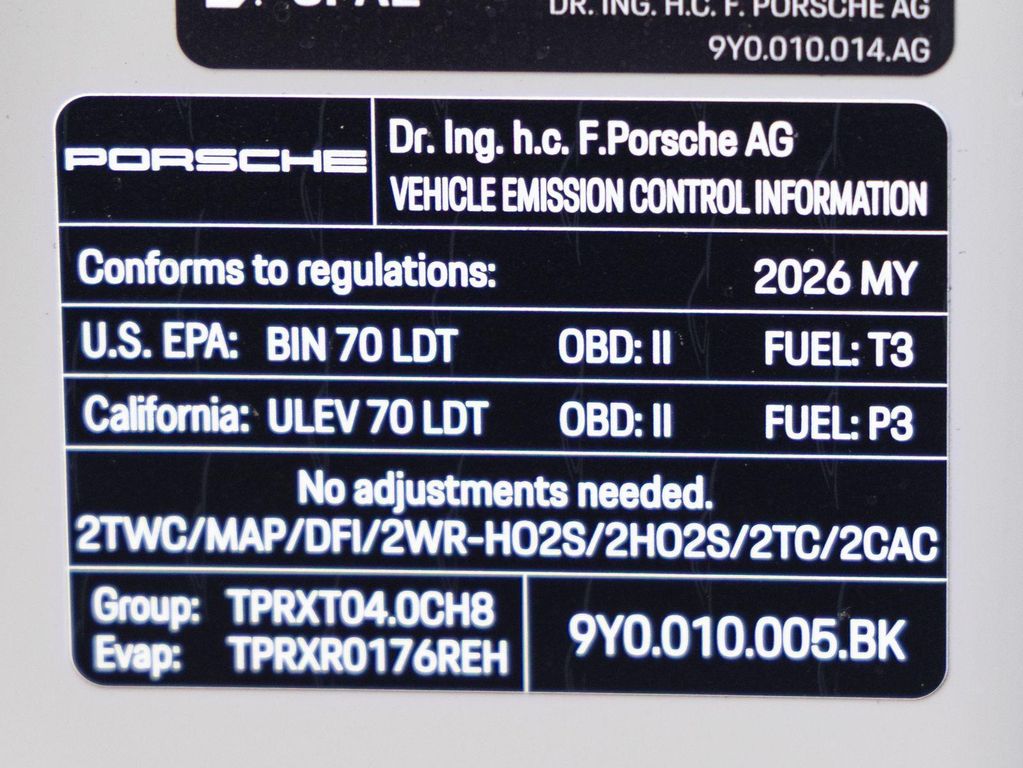 DR. ING. H.C. F. PORSCHE AG
9Y0.010.014.AG
PORSCHE
Dr. Ing. h.c. F.Porsche AG
VEHICLE EMISSION CONTROL INFORMATION
Conforms to regulations: 2026 MY
U.S. EPA: BIN 70 LDT OBD: II FUEL: T3
California: ULEV 70 LDT OBD: II FUEL: P3
No adjustments needed.
2TWC/MAP/DFI/2WR-HO2S/2HO2S/2TC/2CAC
Group: TPRXT04.0CH8
Evap: TPRXR0176REH
9Y0.010.005.BK